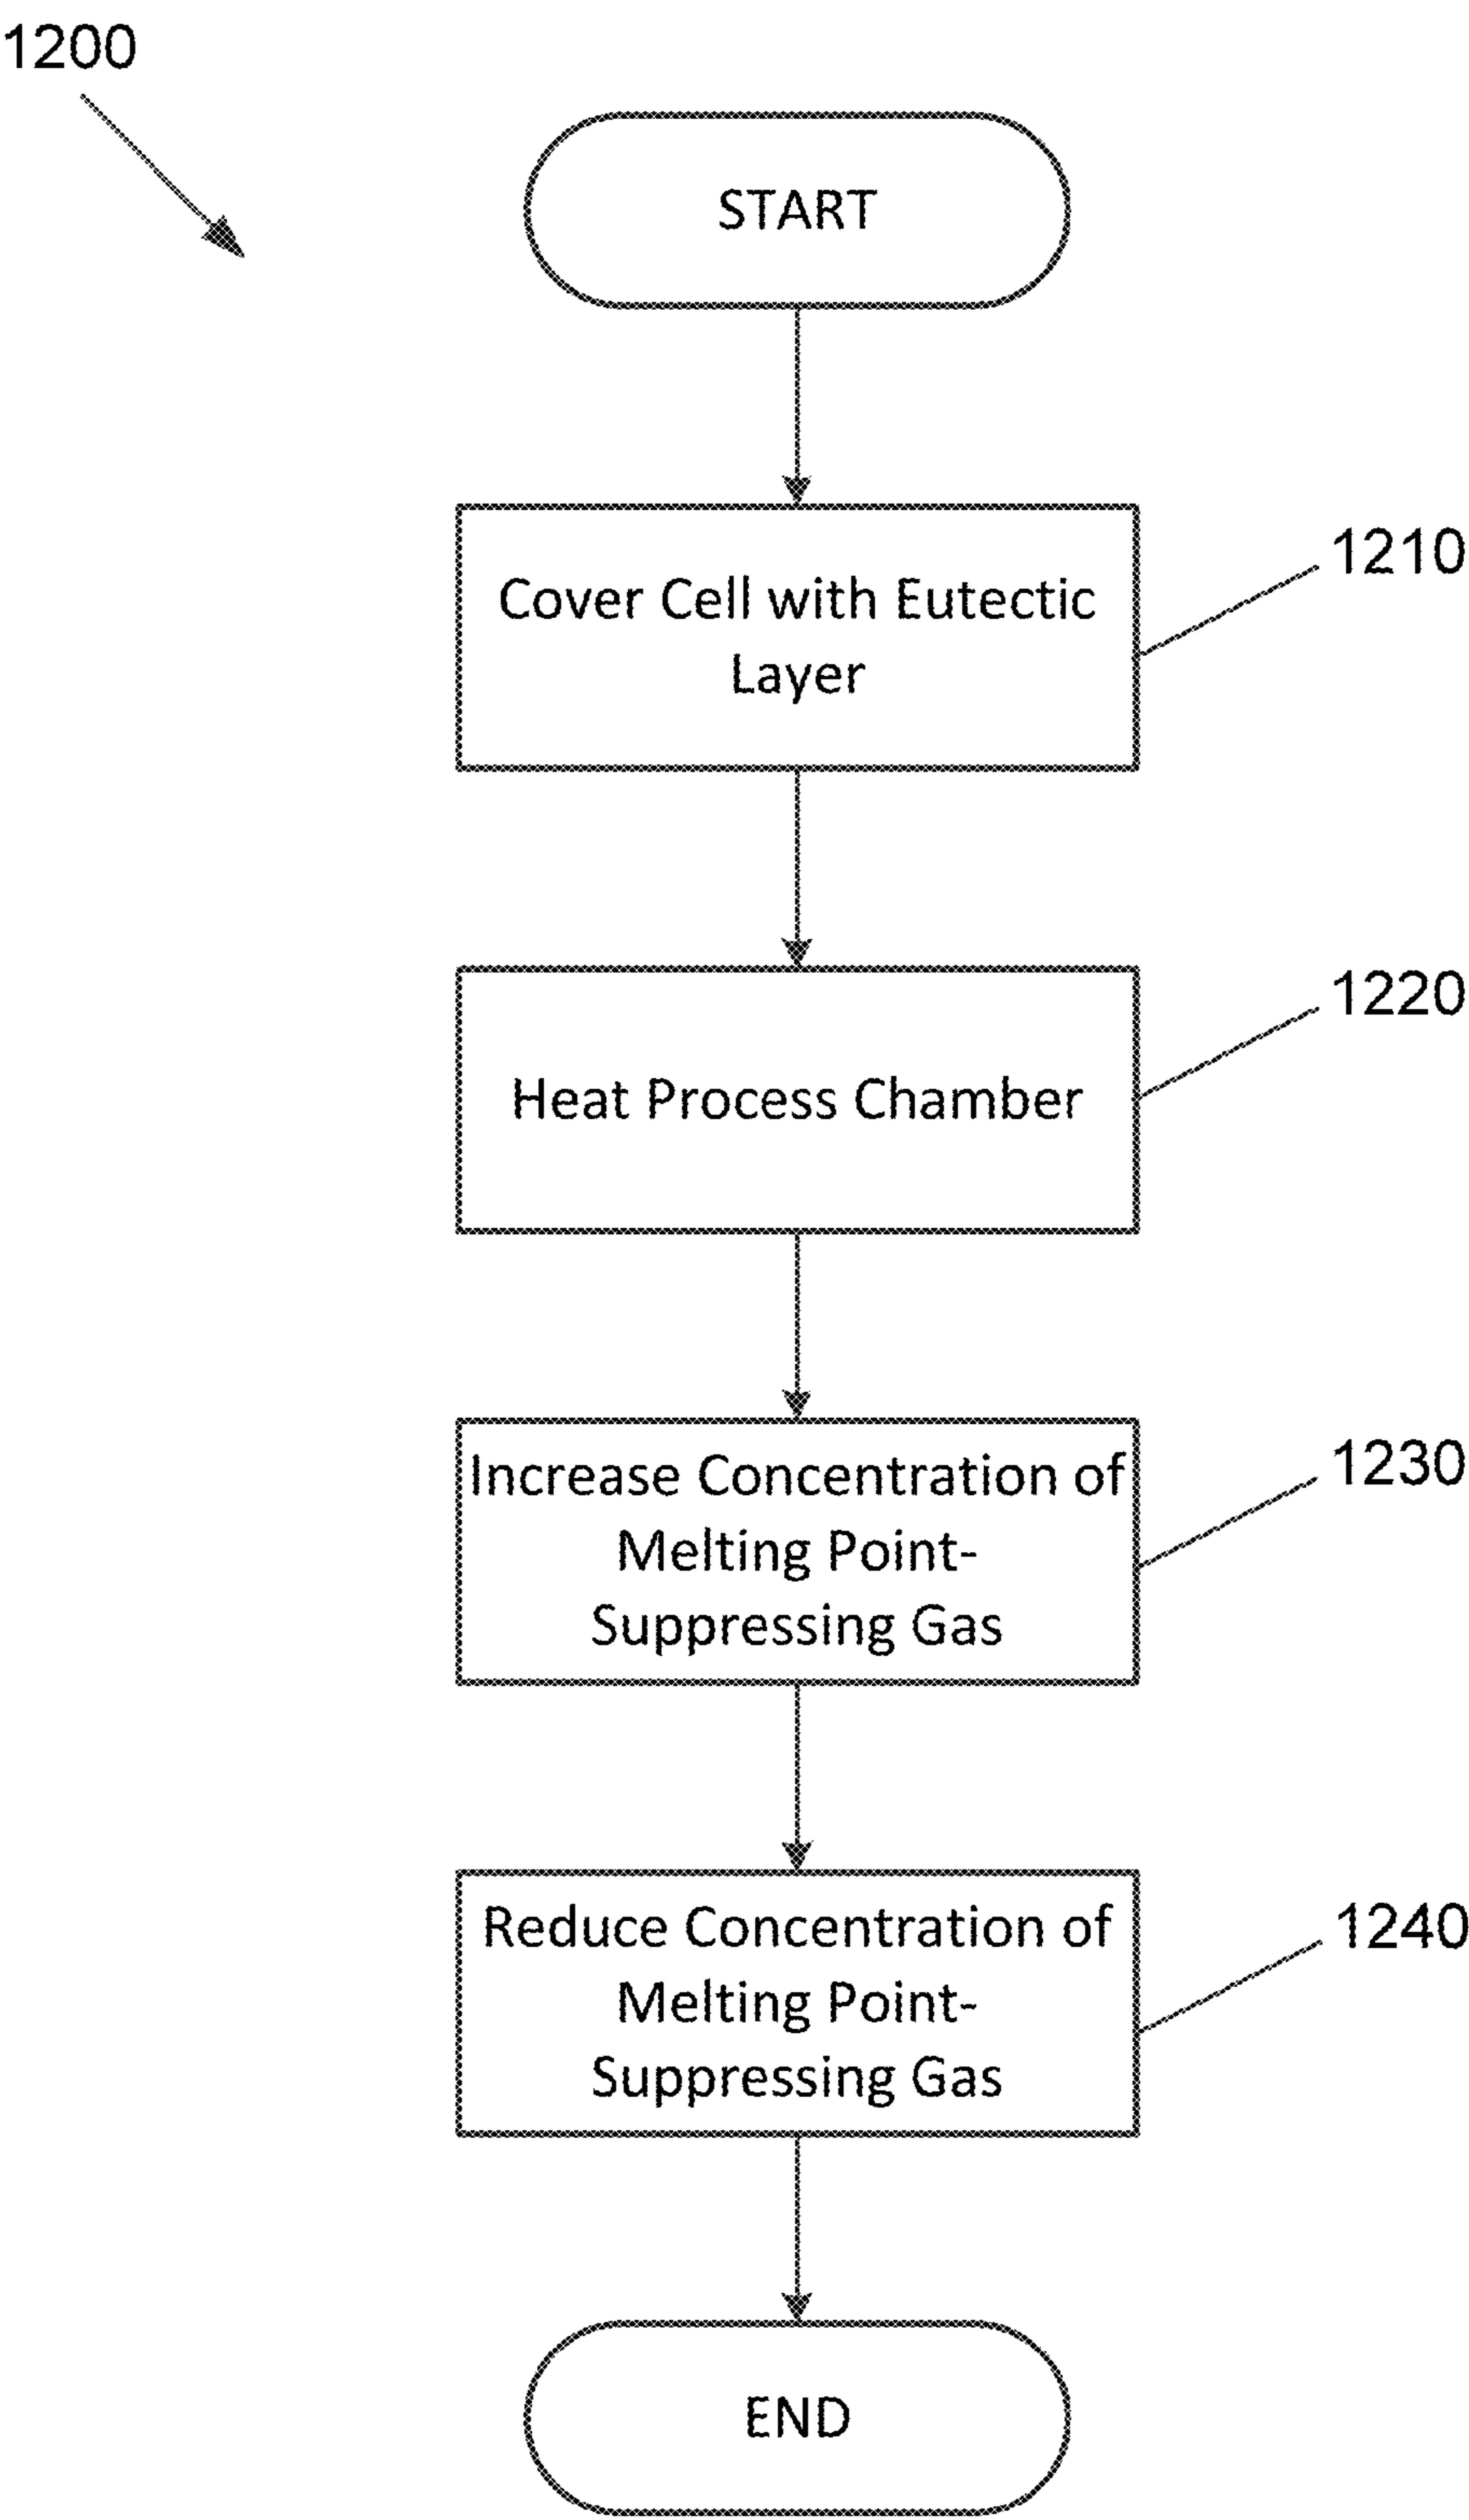 1200
START
Cover Cell with Eutectic
Layer
1210
Heat Process Chamber
1220
Increase Concentration of
Melting Point-
Suppressing Gas
1230
Reduce Concentration of
Melting Point-
Suppressing Gas
1240
END